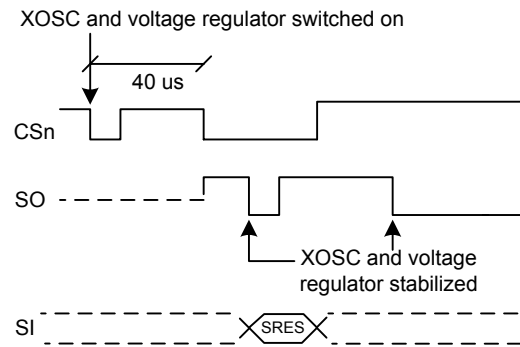 XOSC and voltage regulator switched on
40 us
CSn
SO
XOSC and voltage
regulator stabilized
SI
SRES